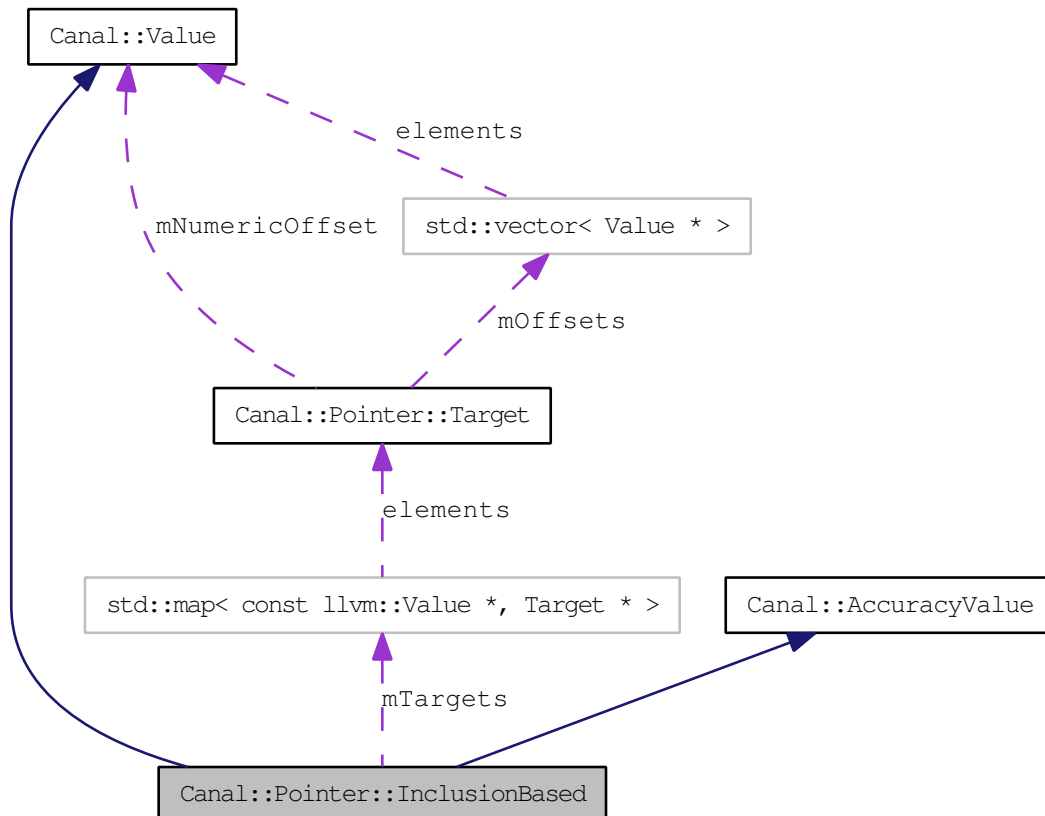 Canal::Value
elements
mNumericOffset
std::vector< Value * >
mOffsets
Canal::Pointer::Target
elements
std::map< const llvm::Value *, Target * >
Canal::AccuracyValue
mTargets
Canal::Pointer::InclusionBased